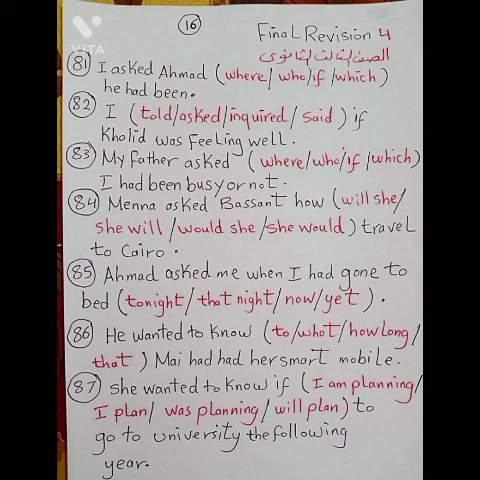 VITA
16
Final Revision 4
الصف الثالث الثانوى
81 I asked Ahmad (where/who/if/which)
he had been.
82 I (told/asked/inquired/said) if
Khalid was feeling well.
83 My father asked (where/who/if/which)
I had been busy or not.
84 Menna asked Bassant how (will she/
she will/would she/she would) travel
to Cairo.
85 Ahmad asked me when I had gone to
bed (tonight/that night/now/yet).
86 He wanted to know (to/what/how long/
that) Mai had had her smart mobile.
87 She wanted to know if (I am planning/
I plan/was planning/will plan) to
go to university the following
year.